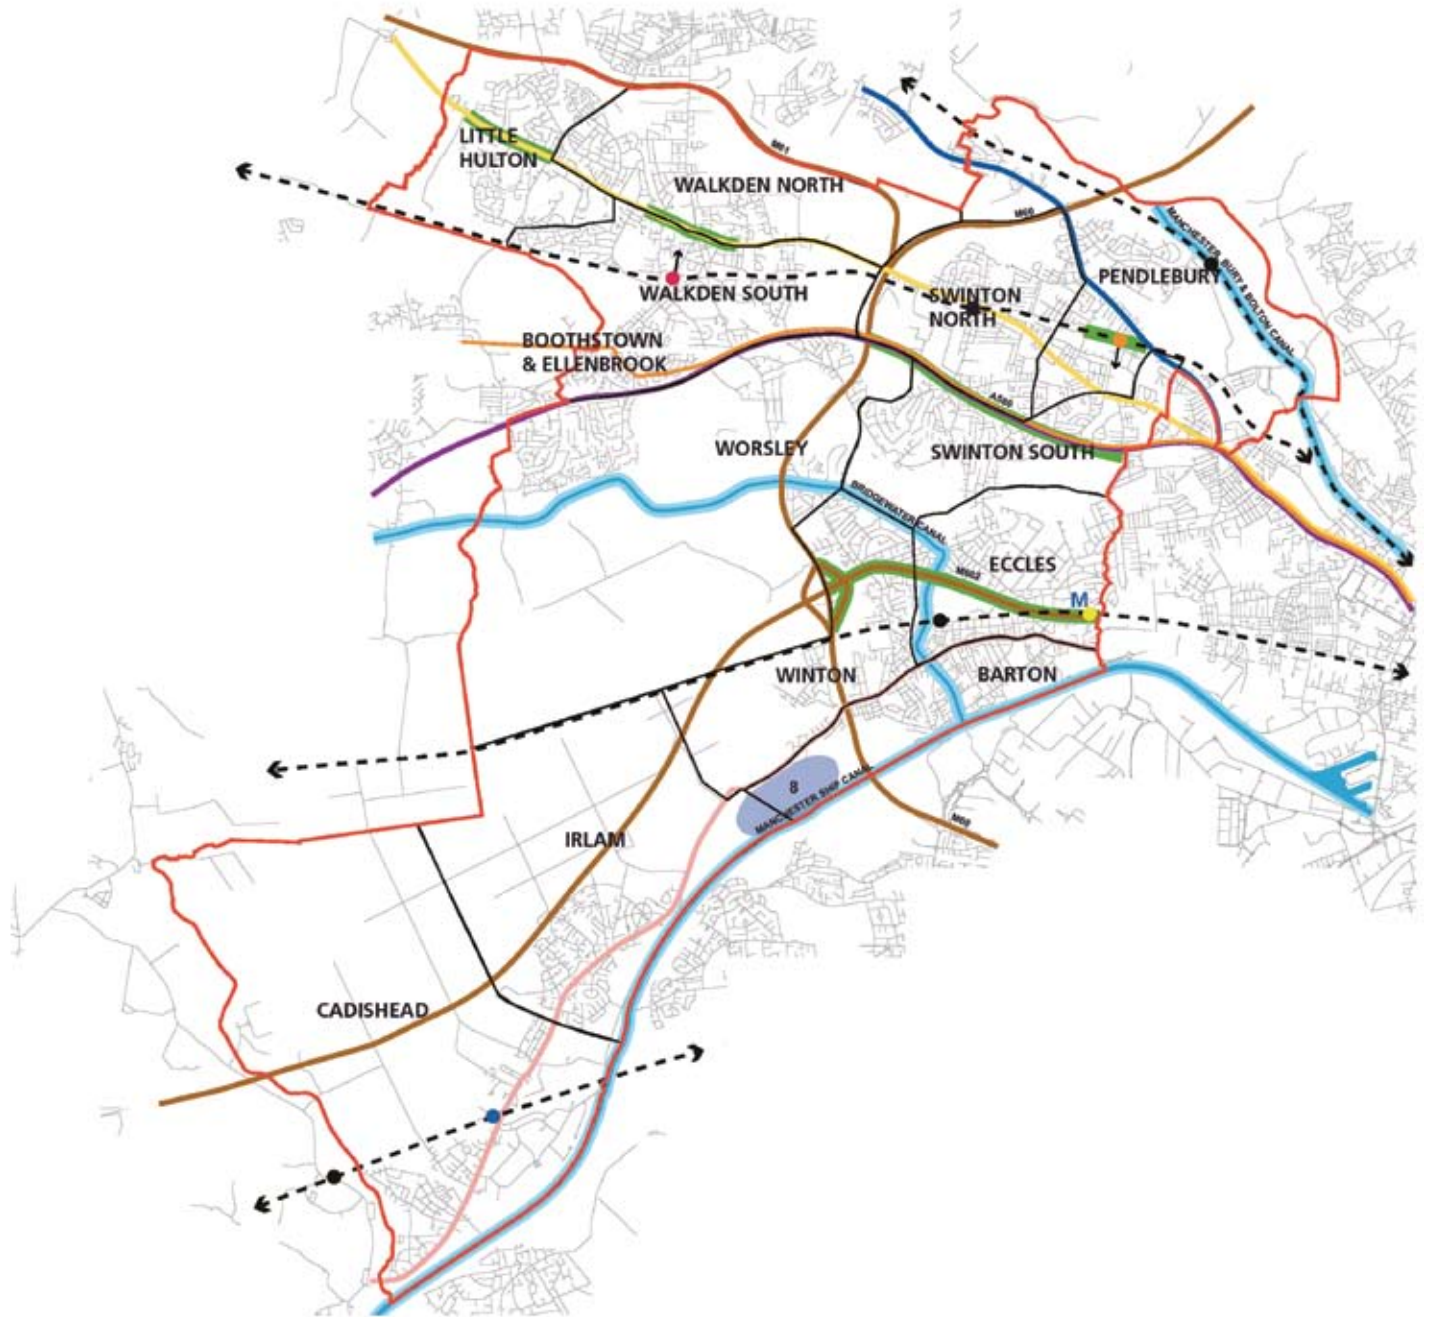 LITTLE
HULTON
M61
WALKDEN NORTH
M60
MANCHESTER BURY & BOLTON CANAL
PENDLEBURY
WALKDEN SOUTH
SWINTON
NORTH
BOOTHSTOWN
& ELLENBROOK
A580
WORSLEY
SWINTON SOUTH
BRIDGEWATER CANAL
ECCLES
M602
M
WINTON
BARTON
8
MANCHESTER SHIP CANAL
M60
IRLAM
CADISHEAD